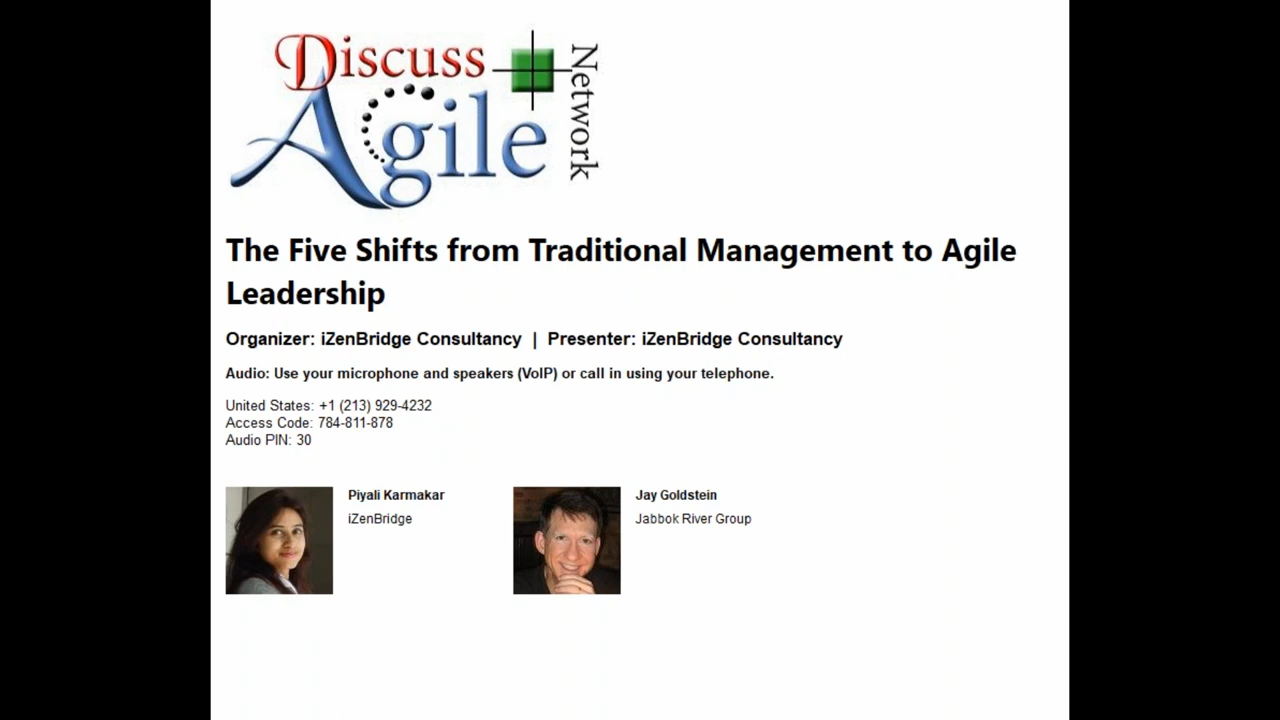 Discuss
Agile
Network
The Five Shifts from Traditional Management to Agile
Leadership
Organizer: iZenBridge Consultancy | Presenter: iZenBridge Consultancy
Audio: Use your microphone and speakers (VoIP) or call in using your telephone.
United States: +1 (213) 929-4232
Access Code: 784-811-878
Audio PIN: 30
Piyali Karmakar
iZenBridge
Jay Goldstein
Jabbok River Group